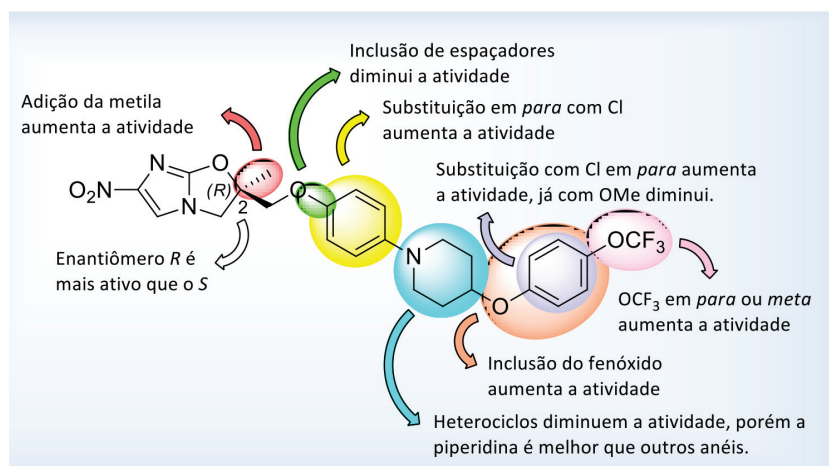 Inclusão de espaçadores
diminui a atividade
Adição da metila
aumenta a atividade
Substituição em para com Cl
aumenta a atividade
Substituição com Cl em para aumenta
a atividade, já com OMe diminui.
O₂N
N
N
O
(R)
2
O
N
O
OCF₃
Enantiômero R é
mais ativo que o S
OCF₃ em para ou meta
aumenta a atividade
Inclusão do fenóxido
aumenta a atividade
Heterociclos diminuem a atividade, porém a
piperidina é melhor que outros anéis.